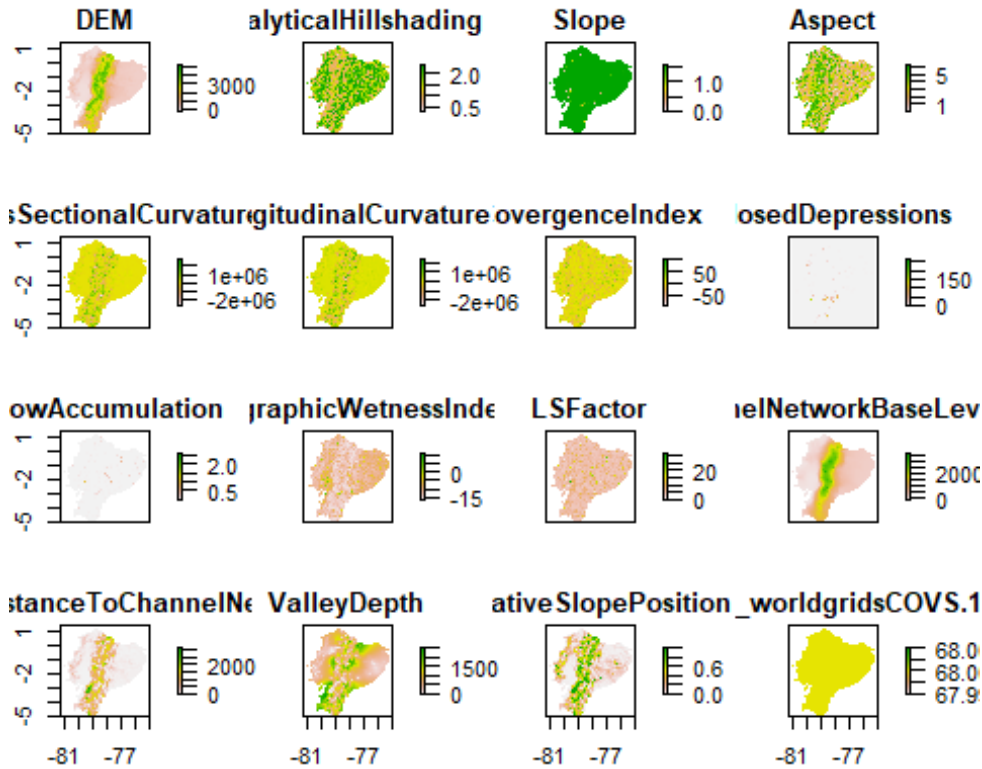 DEM alyticalHillshading Slope Aspect
1 -2 -5 3000 0 2.0 0.5 1.0 0.0 5 1
sSectionalCurvature gitudinalCurvature overgenceIndex losedDepressions
1 -2 -5 1e+06 -2e+06 1e+06 -2e+06 50 -50 150 0
owAccumulation graphicWetnessInde LSFactor nelNetworkBaseLev
1 -2 -5 2.0 0.5 0 -15 20 0 2000 0
stanceToChannelNe ValleyDepth ativeSlopePosition _worldgridsCOVS.1
1 -2 -5 2000 0 1500 0 0.6 0.0 68.0 68.0 67.9
-81 -77 -81 -77 -81 -77 -81 -77